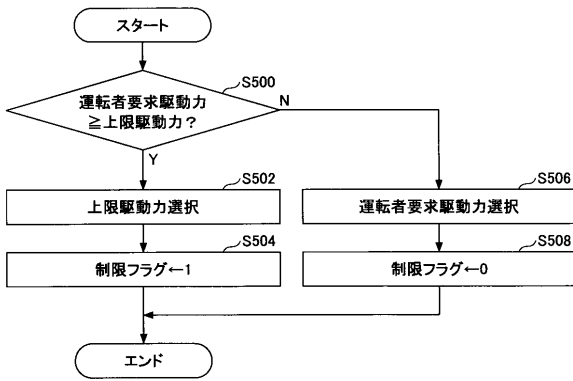 スタート
S500
運転者要求駆動力
≧上限駆動力？
N
Y
S502
上限駆動力選択
S504
制限フラグ←1
S506
運転者要求駆動力選択
S508
制限フラグ←0
エンド